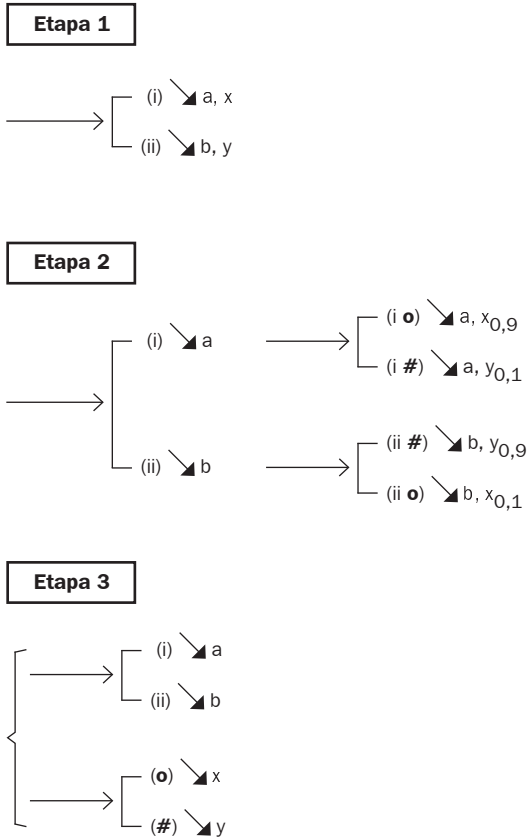 Etapa 1
(i) a, x
(ii) b, y
Etapa 2
(i) a
(i o) a, x0,9
(i #) a, y0,1
(ii) b
(ii #) b, y0,9
(ii o) b, x0,1
Etapa 3
(i) a
(ii) b
(o) x
(#) y